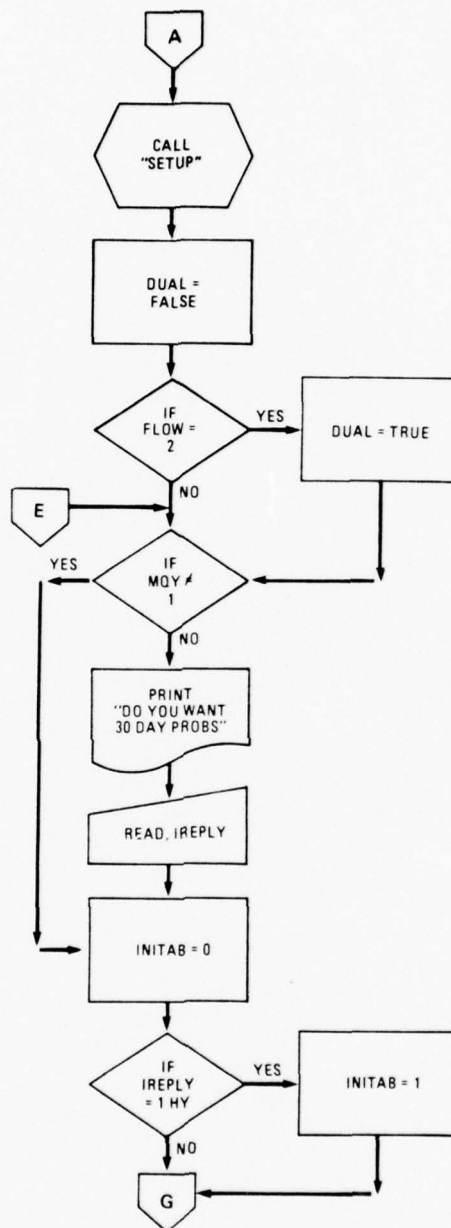 A
CALL
"SETUP"
DUAL =
FALSE
IF
FLOW =
2
YES
DUAL = TRUE
NO
E
YES
IF
MQY ≠
1
NO
PRINT
"DO YOU WANT
30 DAY PROBS"
READ, IREPLY
INITAB = 0
IF
IREPLY
= 1 HY
YES
INITAB = 1
NO
G